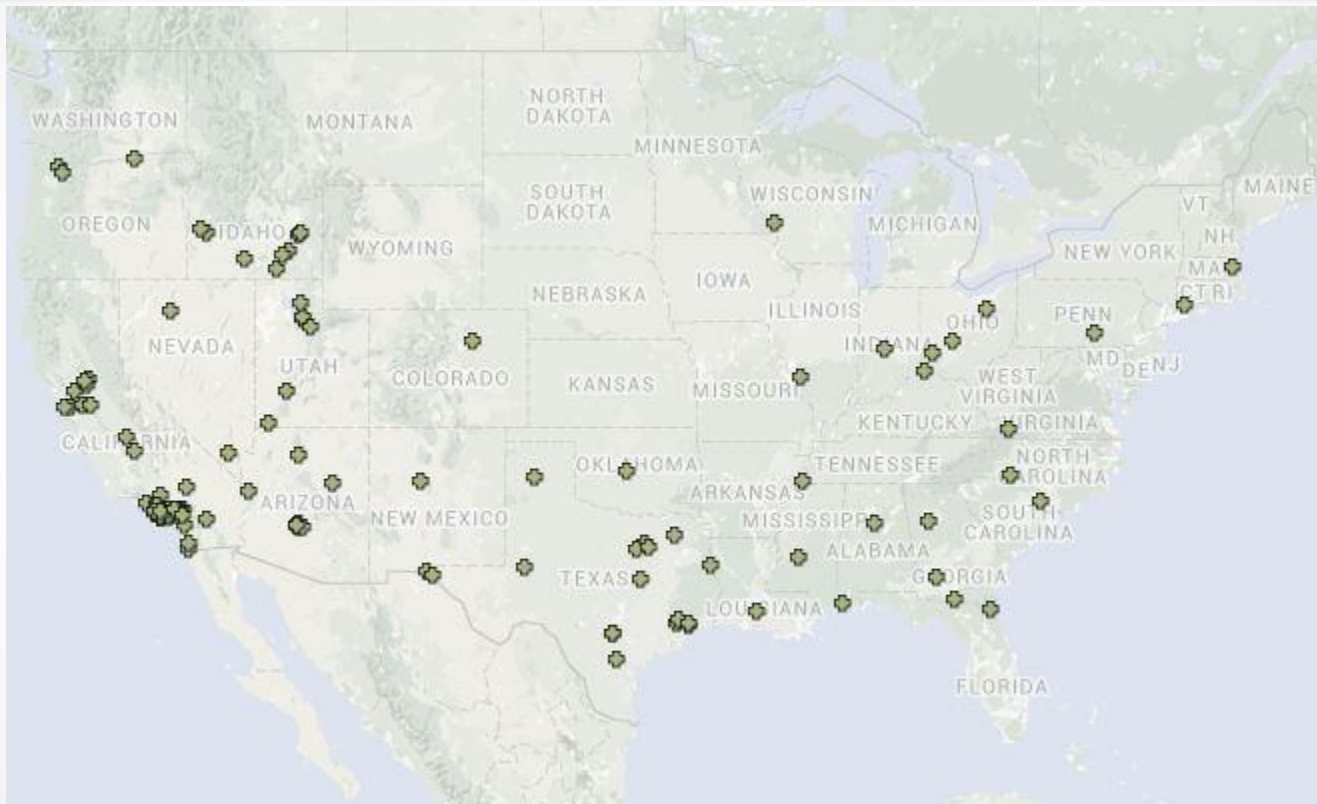 NORTH
DAKOTA
WASHINGTON
MONTANA
MINNESOTA
SOUTH
DAKOTA
WISCONSIN
MAINE
VT
OREGON
IDAHO
MICHIGAN
NH
WYOMING
NEW YORK
MA
IOWA
CT RI
NEBRASKA
ILLINOIS
OHIO
PENN
NEVADA
INDIANA
UTAH
MD
DE
NJ
COLORADO
KANSAS
MISSOURI
WEST
VIRGINIA
KENTUCKY
VIRGINIA
CALIFORNIA
OKLAHOMA
TENNESSEE
NORTH
CAROLINA
ARIZONA
ARKANSAS
NEW MEXICO
MISSISSIPPI
SOUTH
CAROLINA
ALABAMA
TEXAS
GEORGIA
LOUISIANA
FLORIDA